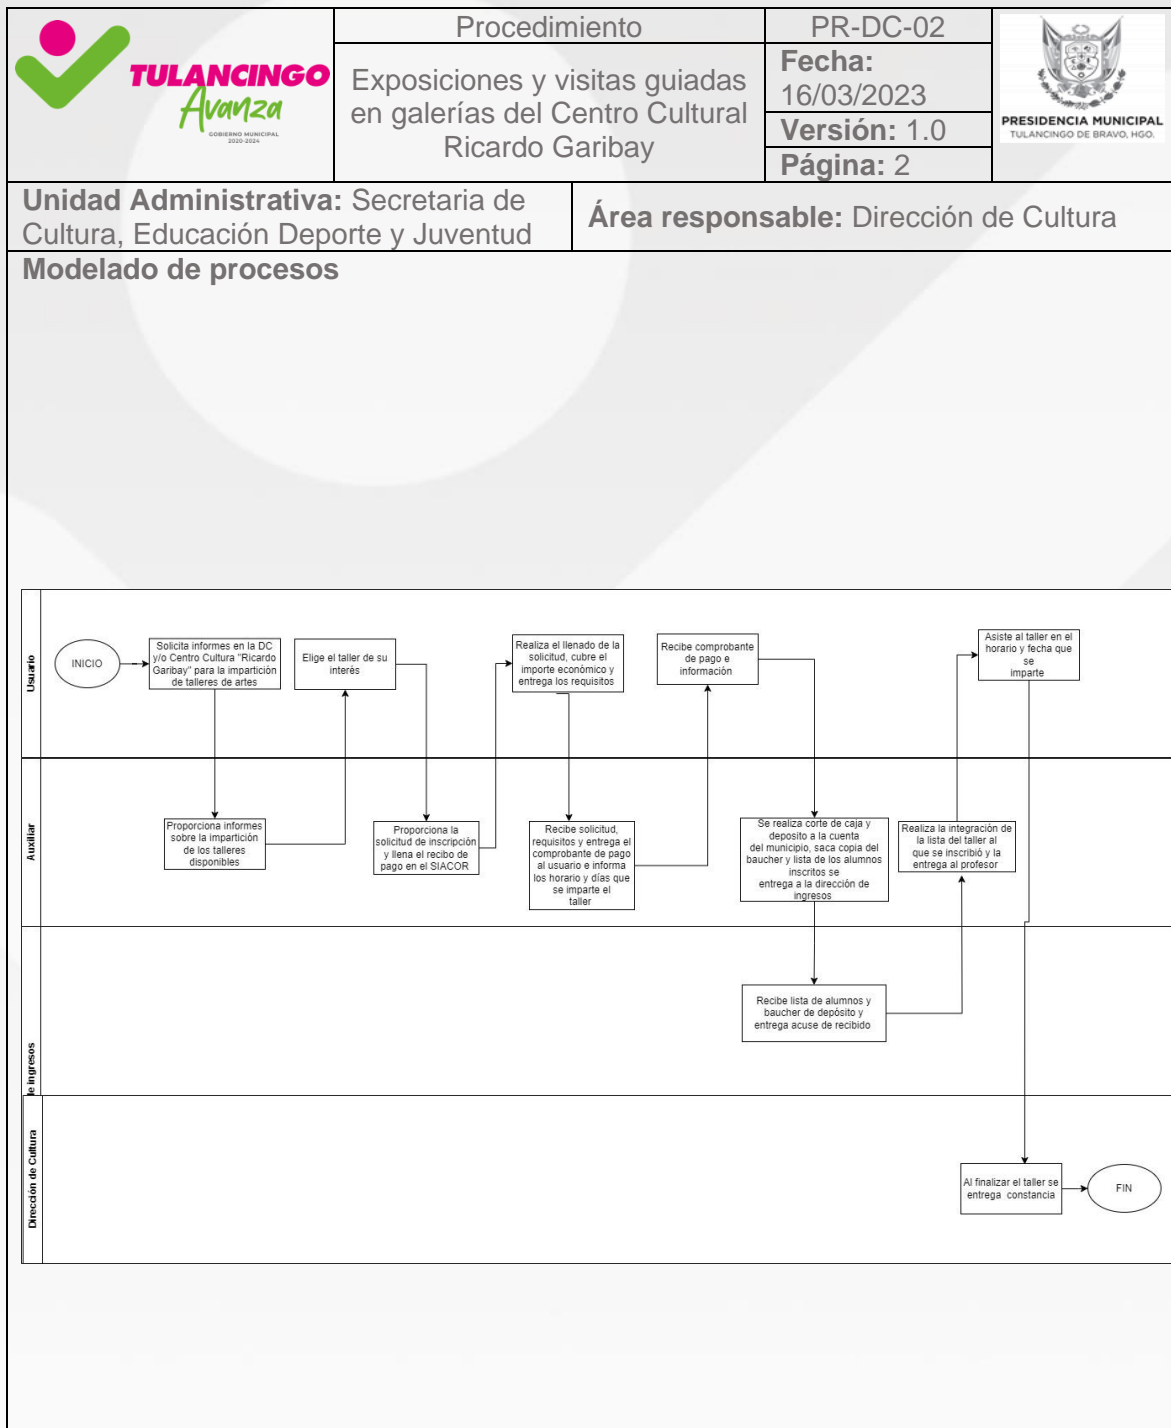 TULANCINGO
Avanza
GOBIERNO MUNICIPAL
2020-2024
Procedimiento
Exposiciones y visitas guiadas
en galerías del Centro Cultural
Ricardo Garibay
PR-DC-02
Fecha:
16/03/2023
Versión: 1.0
Página: 2
PRESIDENCIA MUNICIPAL
TULANCINGO DE BRAVO, HGO.
Unidad Administrativa: Secretaria de
Cultura, Educación Deporte y Juventud
Área responsable: Dirección de Cultura
Modelado de procesos
Usuario
INICIO
Solicita informes en la DC
y/o Centro Cultura "Ricardo
Garibay" para la impartición
de talleres de artes
Elige el taller de su
interés
Realiza el llenado de la
solicitud, cubre el
importe económico y
entrega los requisitos
Recibe comprobante
de pago e
información
Asiste al taller en el
horario y fecha que
se
imparte
Auxiliar
Proporciona informes
sobre la impartición
de los talleres
disponibles
Proporciona la
solicitud de inscripción
y llena el recibo de
pago en el SIACOR
Recibe solicitud,
requisitos y entrega el
comprobante de pago
al usuario e informa
los horario y días que
se imparte el
taller
Se realiza corte de caja y
deposito a la cuenta
del municipio, saca copia del
baucher y lista de los alumnos
inscritos se
entrega a la dirección de
ingresos
Realiza la integración de
la lista del taller al
que se inscribió y la
entrega al profesor
de ingresos
Recibe lista de alumnos y
baucher de depósito y
entrega acuse de recibido
Dirección de Cultura
Al finalizar el taller se
entrega constancia
FIN